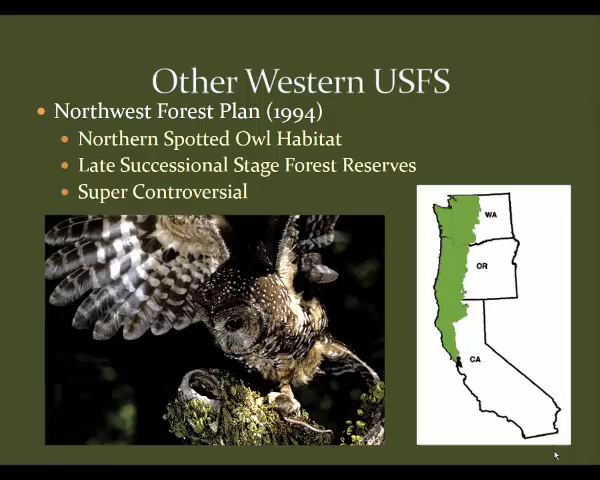 Other Western USFS
Northwest Forest Plan (1994)
Northern Spotted Owl Habitat
Late Successional Stage Forest Reserves
Super Controversial
WA
OR
CA